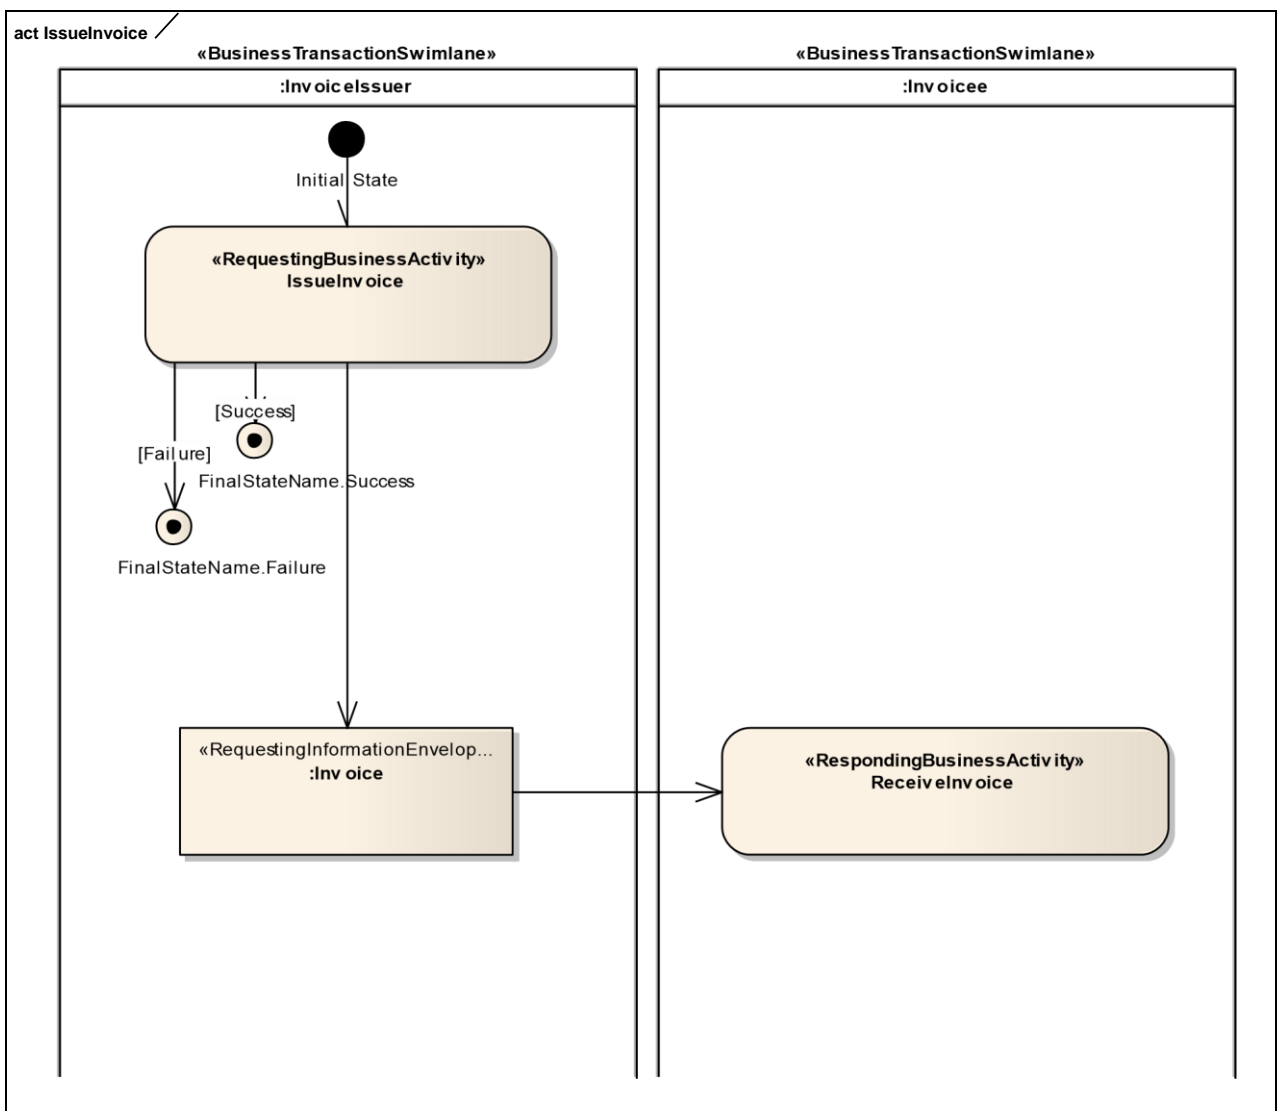 act IssueInvoice
«BusinessTransactionSwimlane»
«BusinessTransactionSwimlane»
:InvoiceIssuer
:Invoicee
Initial State
«RequestingBusinessActivity»
IssueInvoice
[Success]
[Failure]
FinalStateName.Success
FinalStateName.Failure
«RequestingInformationEnvelop...
:Invoice
«RespondingBusinessActivity»
ReceiveInvoice